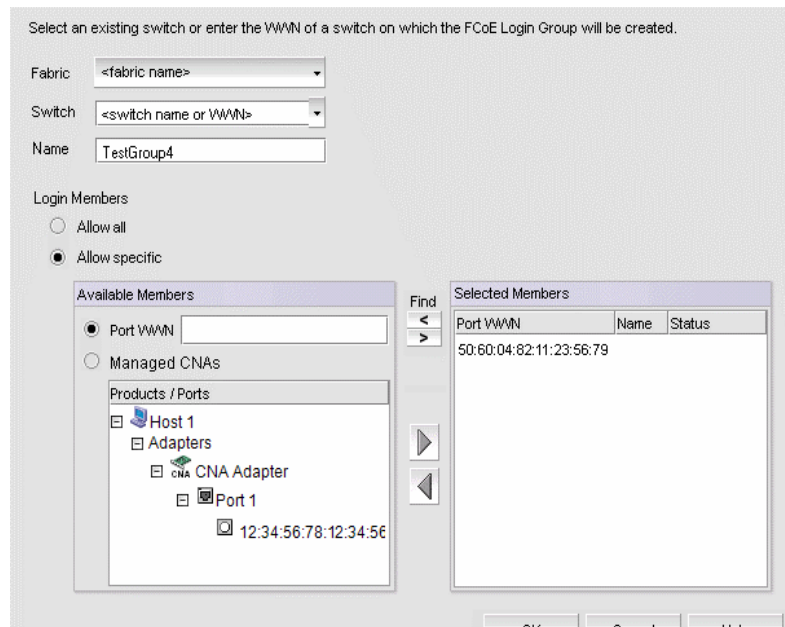 Select an existing switch or enter the WWN of a switch on which the FCoE Login Group will be created.
Fabric <fabric name>
Switch <switch name or WWN>
Name TestGroup4
Login Members
Allow all
Allow specific
Available Members
Port WWN
Managed CNAs
Products / Ports
Host 1
Adapters
CNA CNA Adapter
Port 1
12:34:56:78:12:34:56
Find
<
>
Selected Members
Port WWN Name Status
50:60:04:82:11:23:56:79